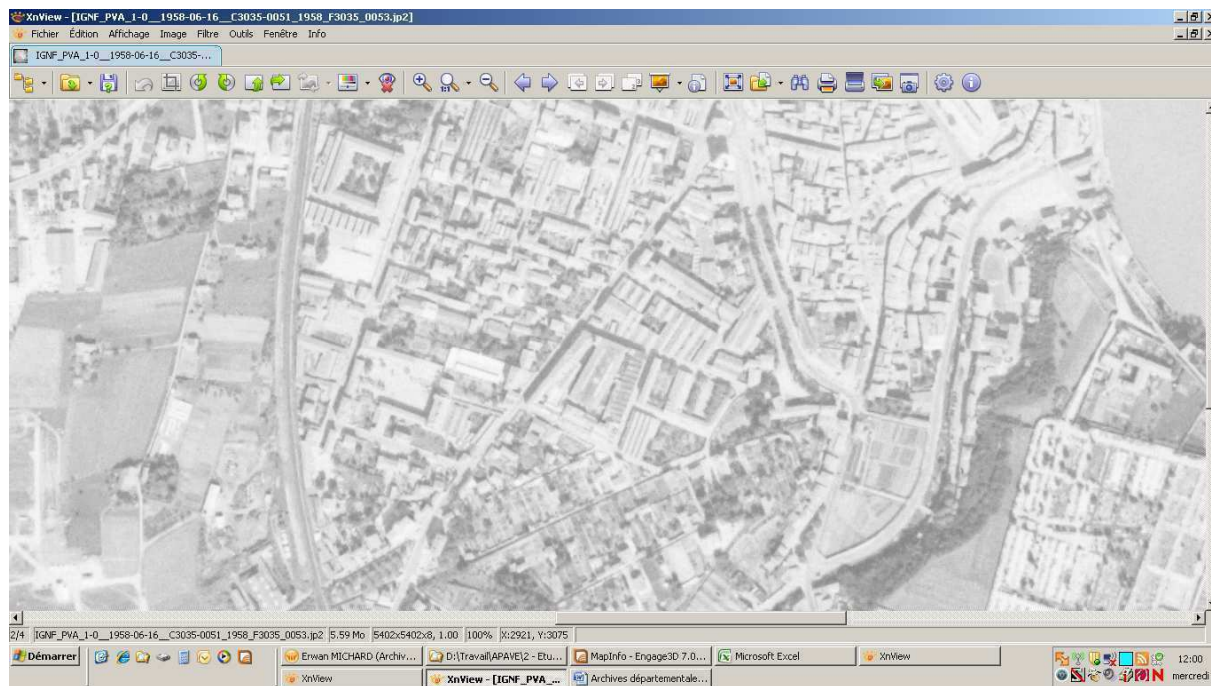 XnView - [IGNF_PVA_1-0__1958-06-16__C3035-0051_1958_F3035_0053.jp2]
Fichier Édition Affichage Image Filtre Outils Fenêtre Info
IGNF_PVA_1-0__1958-06-16__C3035-...
2/4 IGNF_PVA_1-0__1958-06-16__C3035-0051_1958_F3035_0053.jp2 5.59 Mo 5402x5402x8, 1.00 100% X:2921, Y:3075
Démarrer Erwan MICHARD (Archiv... D:\Travail\APAVE\2 - Etu... MapInfo - Engage3D 7.0... Microsoft Excel XnView 12:00
XnView XnView - [IGNF_PVA_... Archives départementale... mercredi